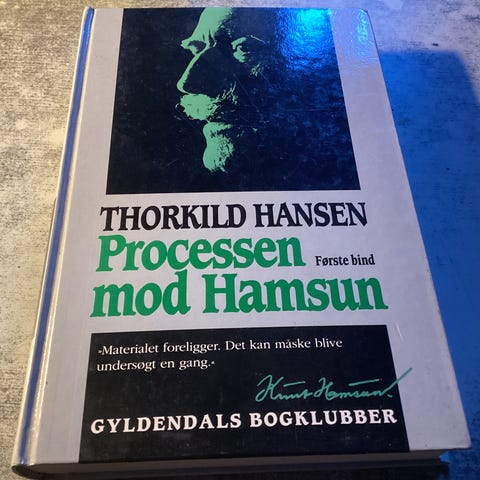 THORKILD HANSEN
Processen
Første bind
mod Hamsun
»Materialet foreligger. Det kan måske blive
undersøgt en gang.«
Knut Hamsun.
GYLDENDALS BOGKLUBBER